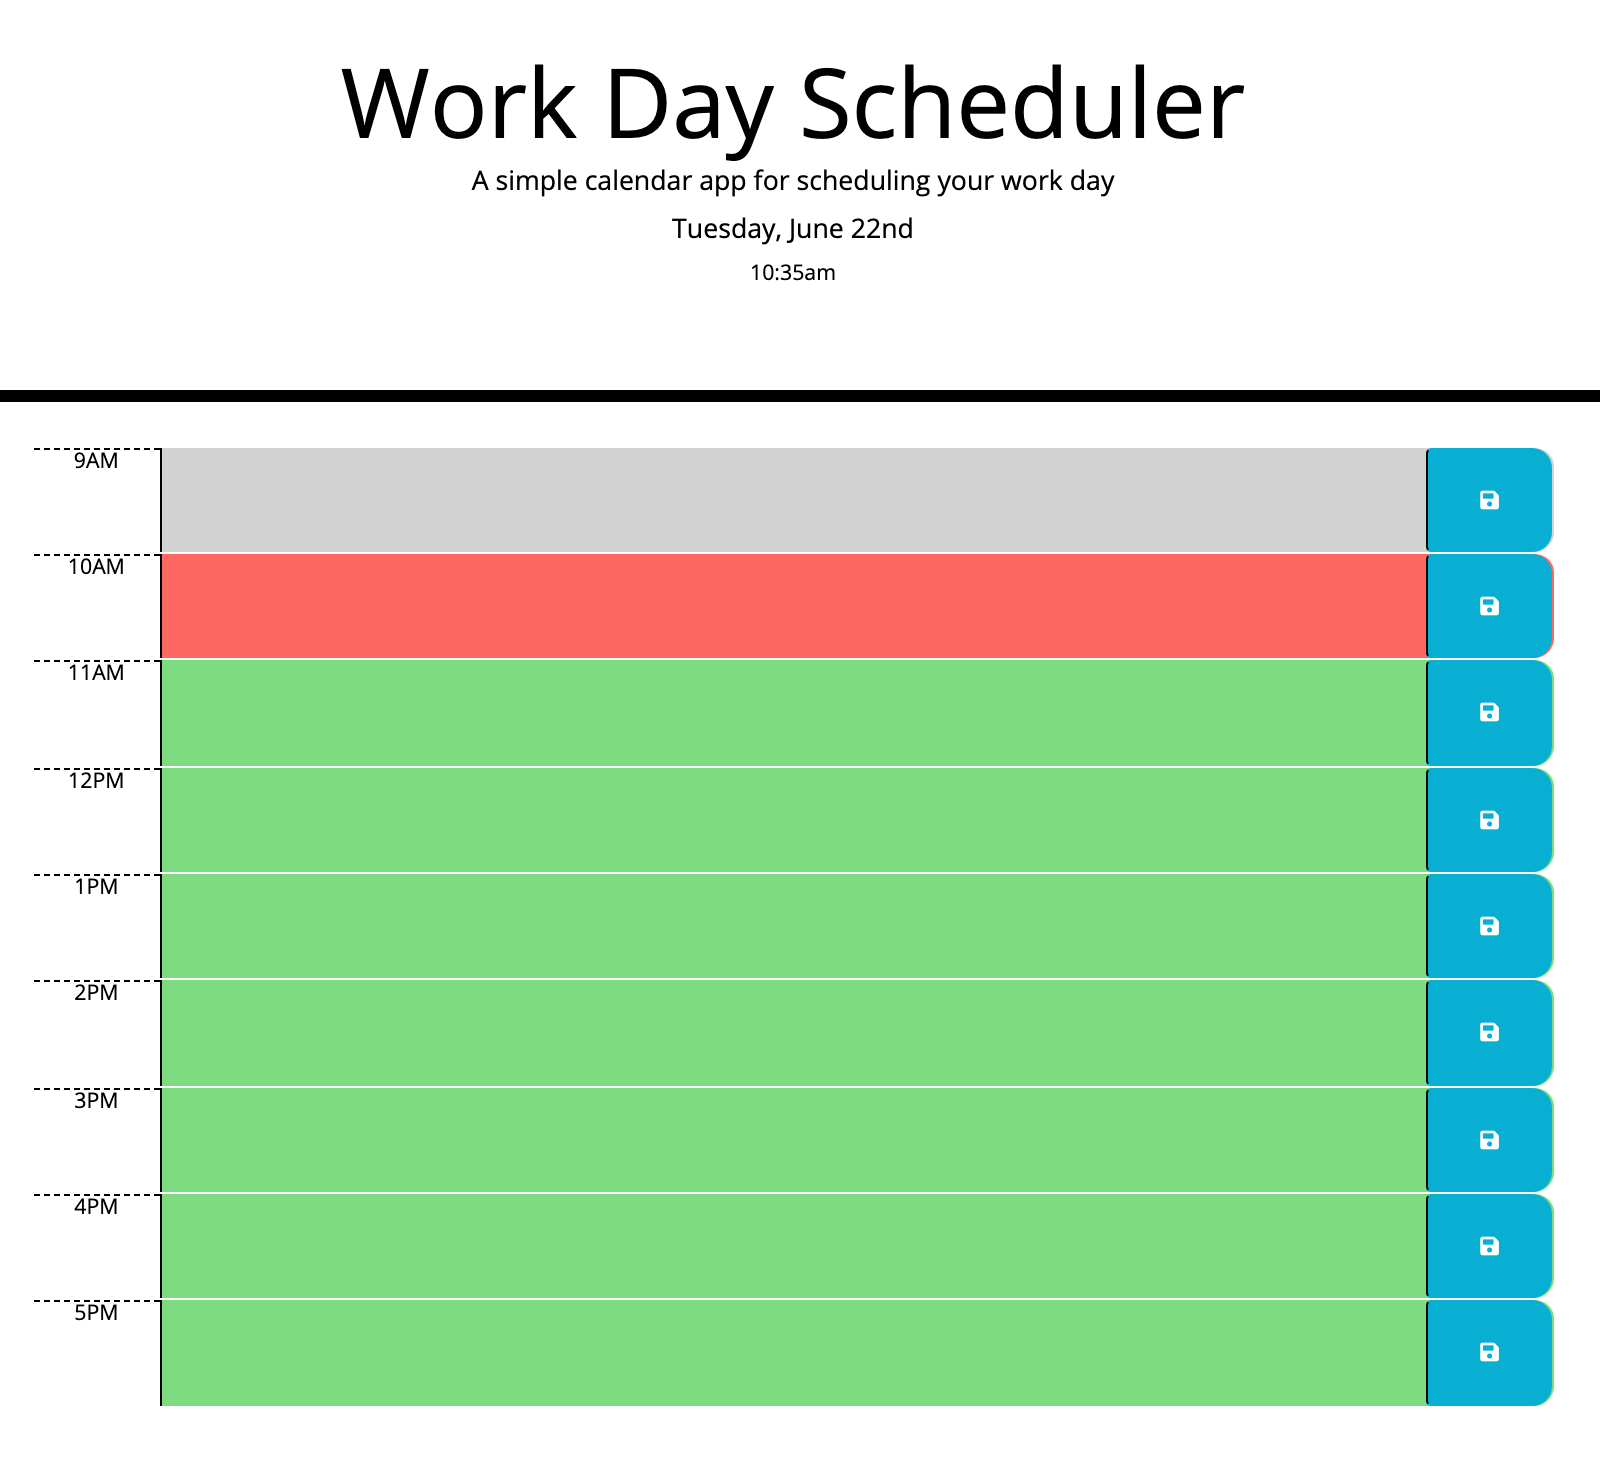 Work Day Scheduler
A simple calendar app for scheduling your work day
Tuesday, June 22nd
10:35am
9AM
10AM
11AM
12PM
1PM
2PM
3PM
4PM
5PM